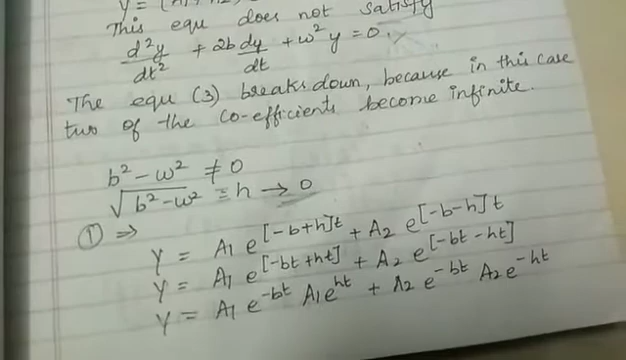 y =
This equ does not satisfy
d²y/dt² + 2b dy/dt + ω²y = 0.
The equ (3) breaks down, because in this case
two of the co-efficients become infinite.
b² - ω² ≠ 0
√b² - ω² = h → 0
① ⇒
y = A₁ e^[-b+h]t + A₂ e^[-b-h]t
y = A₁ e^[-bt+ht] + A₂ e^[-bt-ht]
y = A₁ e^-bt A₁e^ht + A₂ e^-bt A₂e^-ht